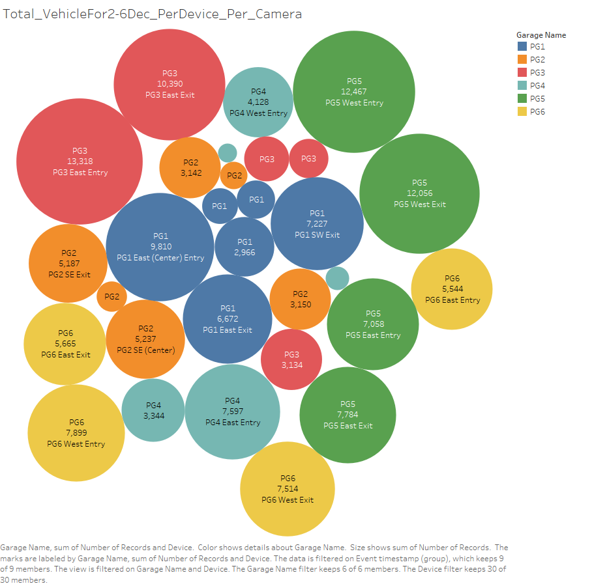 Total_VehicleFor2-6Dec_PerDevice_Per_Camera
Garage Name
PG1
PG2
PG3
PG4
PG5
PG6
PG3
10,390
PG3 East Exit
PG4
4,128
PG4 West Entry
PG5
12,467
PG5 West Entry
PG3
13,318
PG3 East Entry
PG2
3,142
PG2
PG3
PG3
PG5
12,056
PG5 West Exit
PG1
PG1
PG1
7,227
PG1 SW Exit
PG1
9,810
PG1 East (Center) Entry
PG1
2,966
PG2
5,187
PG2 SE Exit
PG2
PG2
3,150
PG6
5,544
PG6 East Entry
PG1
6,672
PG1 East Exit
PG5
7,058
PG5 East Entry
PG6
5,665
PG6 East Exit
PG2
5,237
PG2 SE (Center)
PG3
3,134
PG4
3,344
PG4
7,597
PG4 East Entry
PG5
7,784
PG5 East Exit
PG6
7,899
PG6 West Entry
PG6
7,514
PG6 West Exit
Garage Name, sum of Number of Records and Device.  Color shows details about Garage Name.  Size shows sum of Number of Records.  The
marks are labeled by Garage Name, sum of Number of Records and Device. The data is filtered on Event timestamp (group), which keeps 9
of 9 members. The view is filtered on Garage Name and Device. The Garage Name filter keeps 6 of 6 members. The Device filter keeps 30 of
30 members.